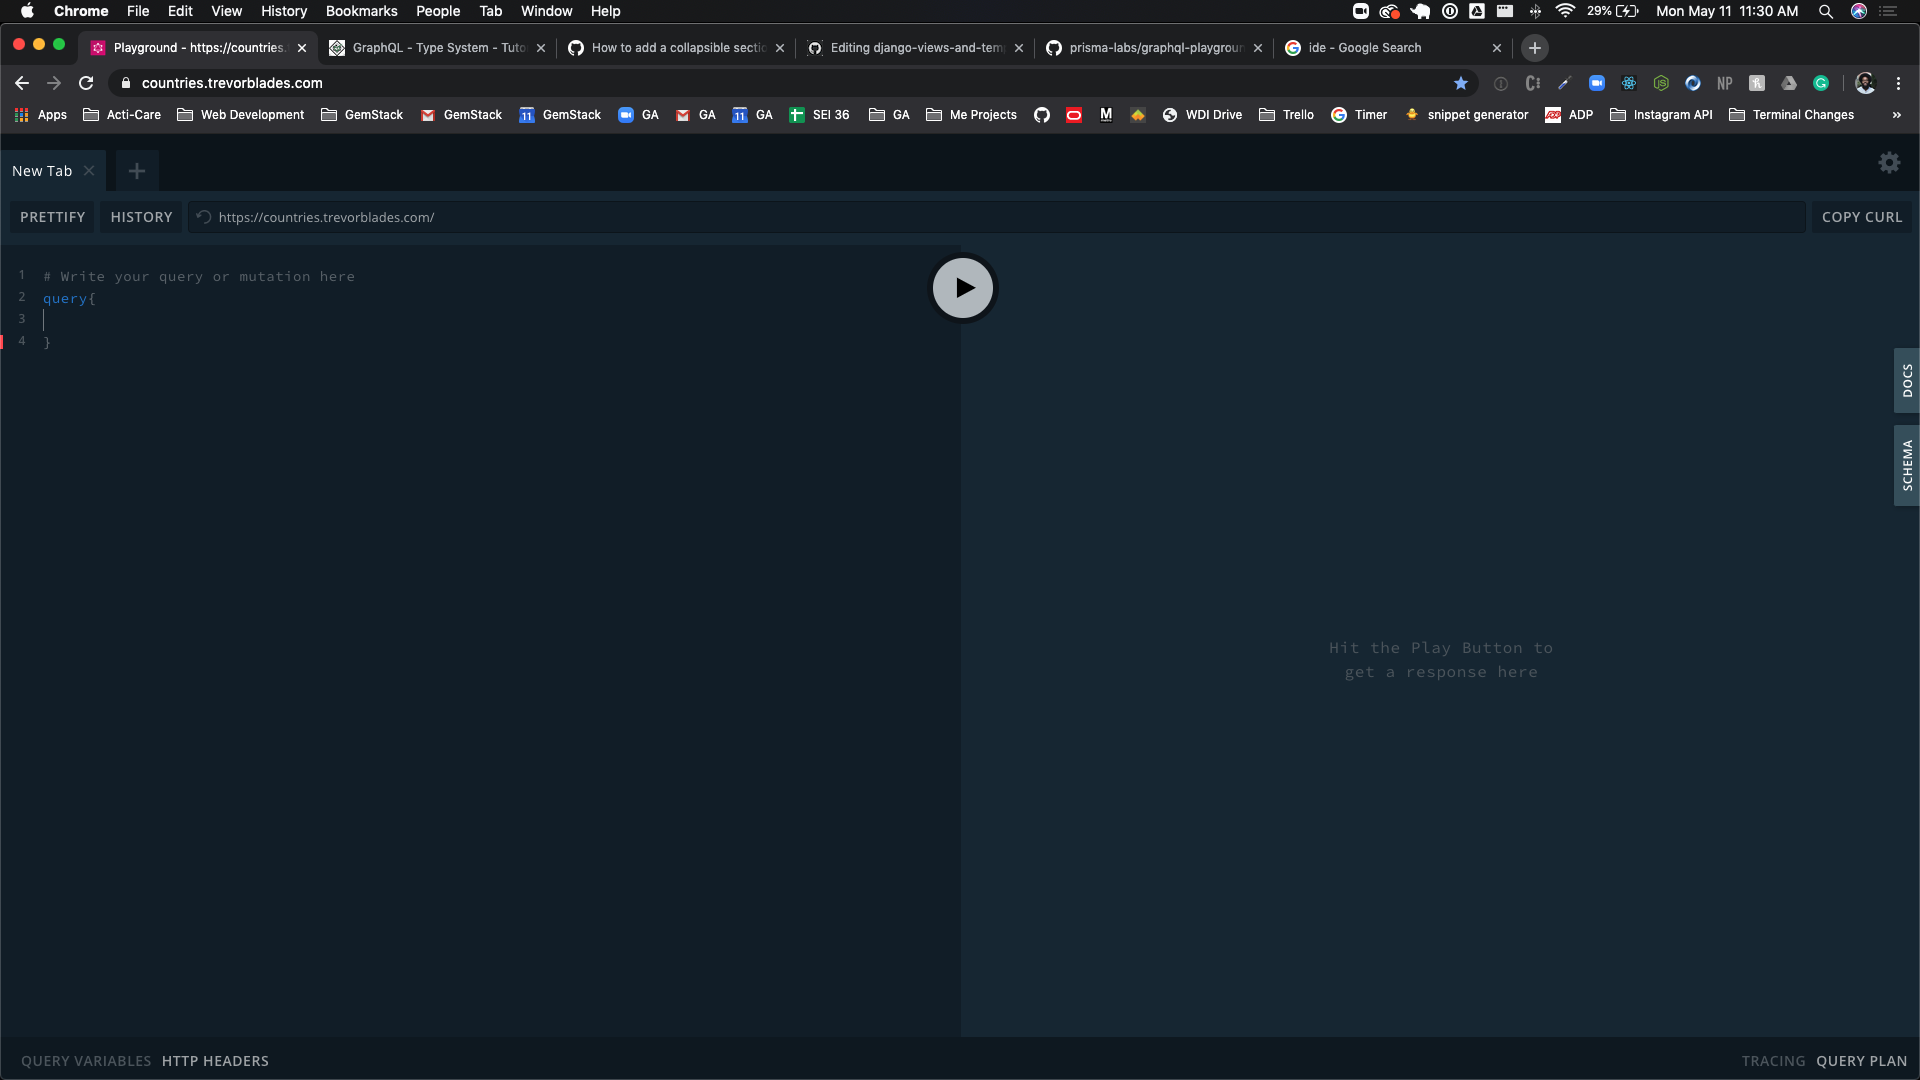 Chrome File Edit View History Bookmarks People Tab Window Help 29% Mon May 11 11:30 AM
Playground - https://countries. GraphQL - Type System - Tuto How to add a collapsible sectio Editing django-views-and-tem prisma-labs/graphql-playgroun ide - Google Search
countries.trevorblades.com NP
Apps Acti-Care Web Development GemStack GemStack 11 GemStack GA GA 11 GA SEI 36 GA Me Projects M WDI Drive Trello Timer snippet generator ADP Instagram API Terminal Changes »
New Tab
PRETTIFY HISTORY https://countries.trevorblades.com/ COPY CURL
1 # Write your query or mutation here
2 query{
3
4 }
DOCS
SCHEMA
Hit the Play Button to
get a response here
QUERY VARIABLES HTTP HEADERS TRACING QUERY PLAN